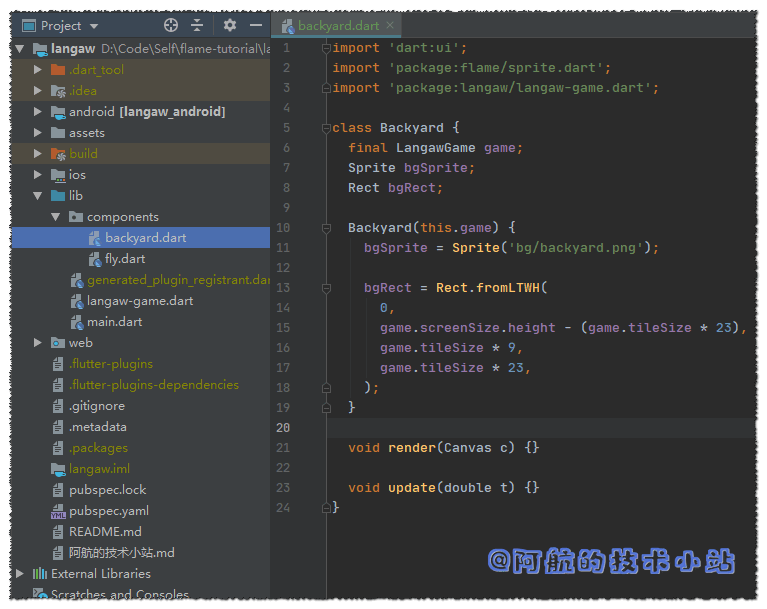 Project
backyard.dart
langaw D:\Code\Self\flame-tutorial\la
.dart_tool
.idea
android [langaw_android]
assets
build
ios
lib
components
backyard.dart
fly.dart
generated_plugin_registrant.dar
langaw-game.dart
main.dart
web
.flutter-plugins
.flutter-plugins-dependencies
.gitignore
.metadata
.packages
langaw.iml
pubspec.lock
pubspec.yaml
README.md
阿航的技术小站.md
External Libraries
Scratches and Consoles
1 import 'dart:ui';
2 import 'package:flame/sprite.dart';
3 import 'package:langaw/langaw-game.dart';
4
5 class Backyard {
6 final LangawGame game;
7 Sprite bgSprite;
8 Rect bgRect;
9
10 Backyard(this.game) {
11 bgSprite = Sprite('bg/backyard.png');
12
13 bgRect = Rect.fromLTWH(
14 0,
15 game.screenSize.height - (game.tileSize * 23),
16 game.tileSize * 9,
17 game.tileSize * 23,
18 );
19 }
20
21 void render(Canvas c) {}
22
23 void update(double t) {}
24 }
@阿航的技术小站